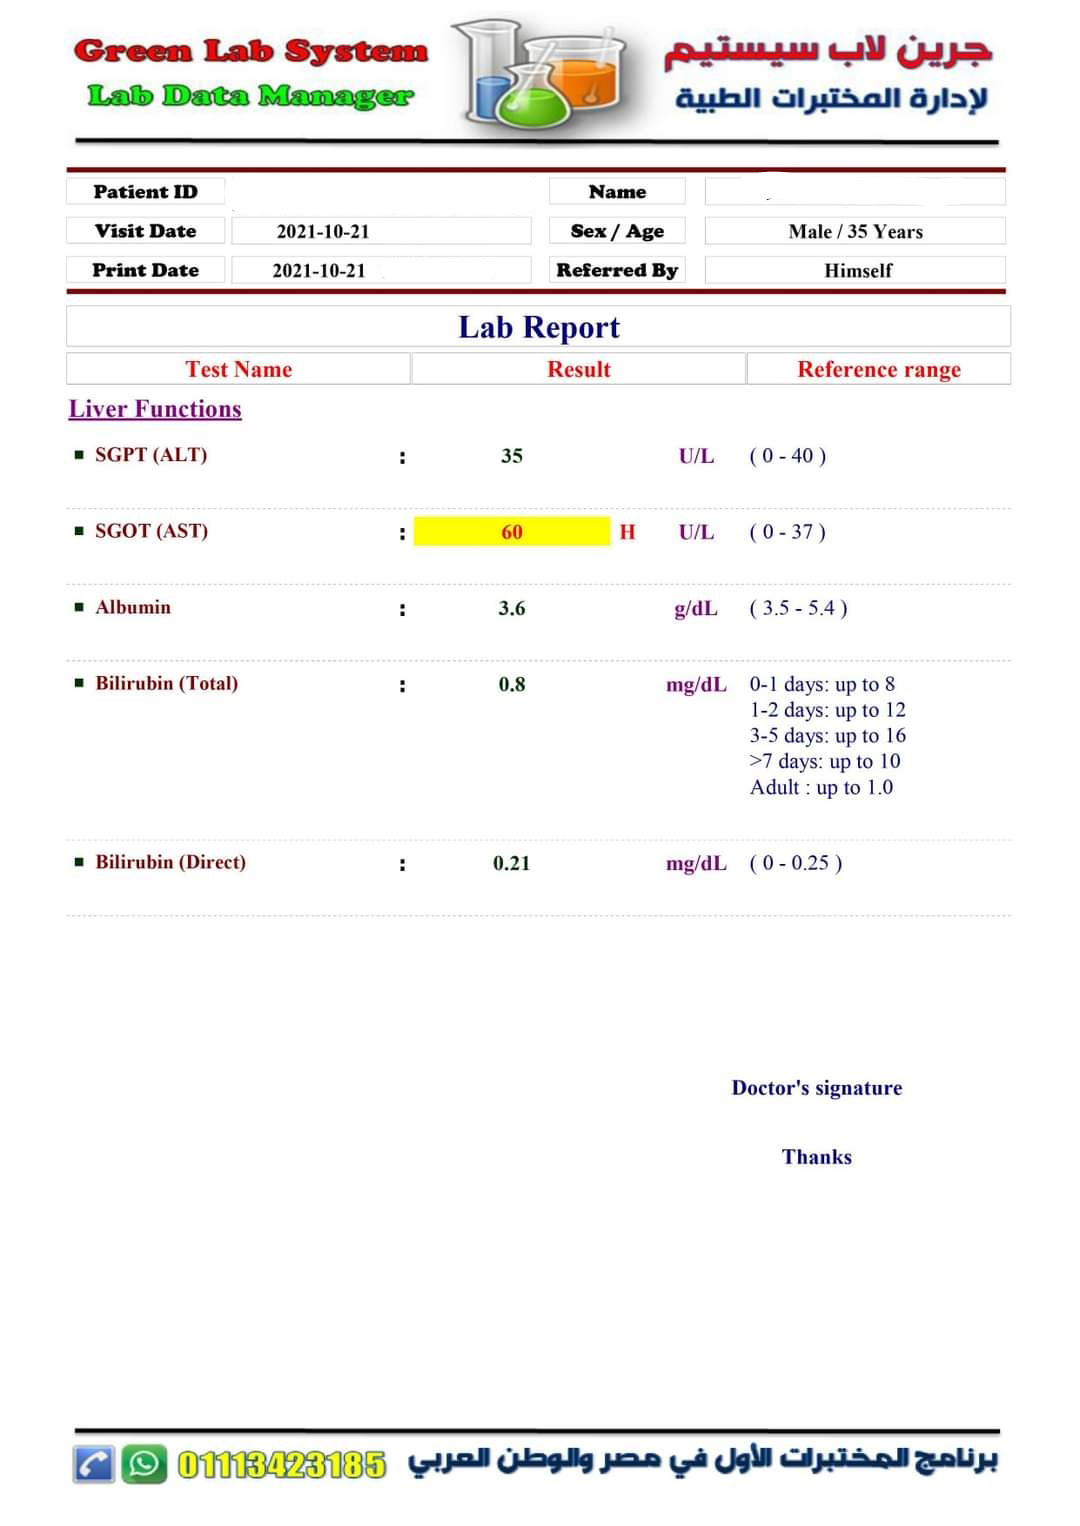 Green Lab System
Lab Data Manager
جرين لاب سيستيم
لإدارة المختبرات الطبية
Patient ID
Name
Visit Date 2021-10-21 Sex / Age Male / 35 Years
Print Date 2021-10-21 Referred By Himself
Lab Report
Test Name Result Reference range
Liver Functions
SGPT (ALT) : 35 U/L ( 0 - 40 )
SGOT (AST) : 60 H U/L ( 0 - 37 )
Albumin : 3.6 g/dL ( 3.5 - 5.4 )
Bilirubin (Total) : 0.8 mg/dL 0-1 days: up to 8
1-2 days: up to 12
3-5 days: up to 16
>7 days: up to 10
Adult : up to 1.0
Bilirubin (Direct) : 0.21 mg/dL ( 0 - 0.25 )
Doctor's signature
Thanks
01113423185 برنامج المختبرات الأول في مصر والوطن العربي